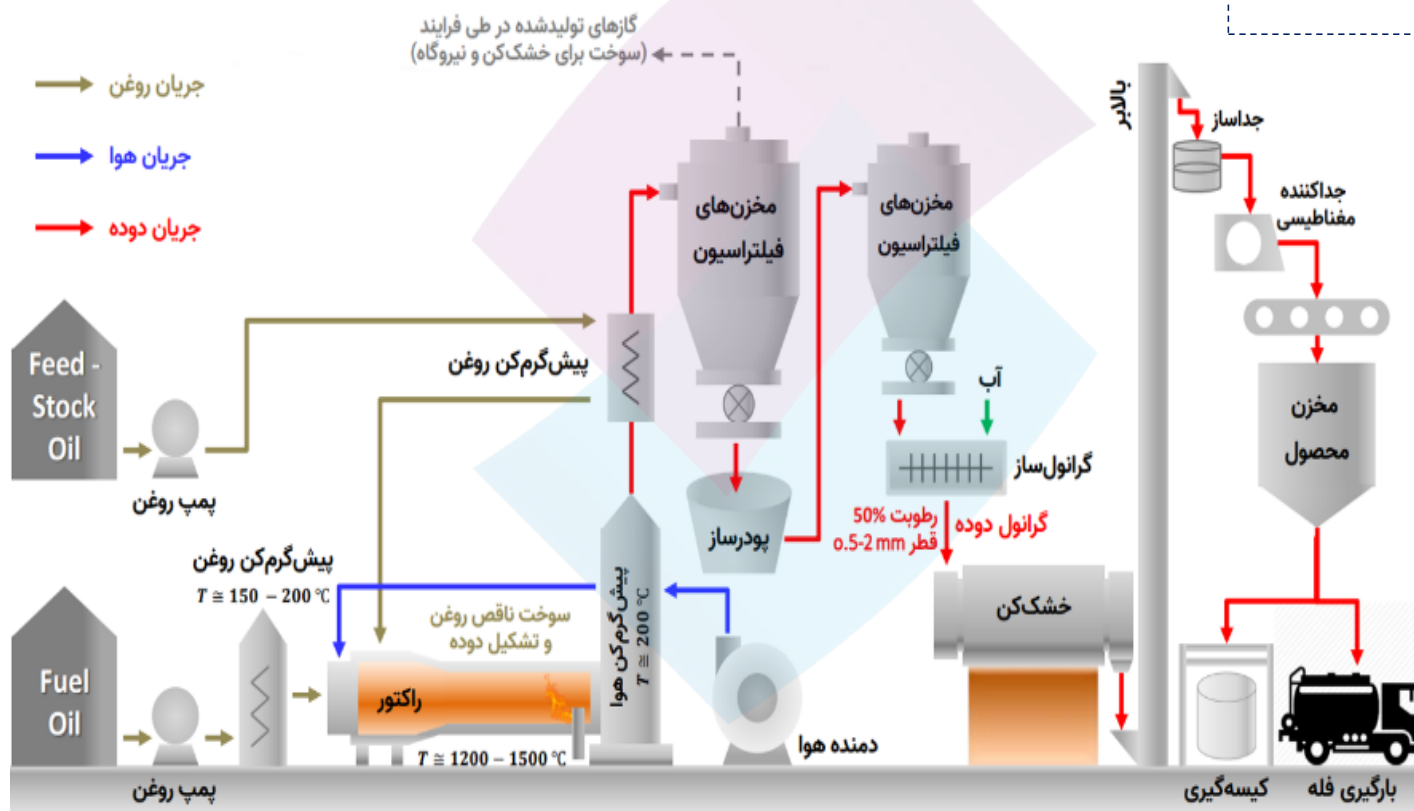 گازهای تولیدشده در طی فرایند
(سوخت برای خشک‌کن و نیروگاه)
جریان روغن
جریان هوا
جریان دوده
بالابر
جداساز
جداکننده
مغناطیسی
مخزن‌های
فیلتراسیون
مخزن‌های
فیلتراسیون
Feed -
Stock
Oil
پمپ روغن
پیش‌گرم‌کن روغن
آب
گرانول‌ساز
مخزن
محصول
پودرساز
گرانول دوده
رطوبت 50%
قطر 0.5-2 mm
پیش‌گرم‌کن روغن
T ≅ 150 – 200 °C
سوخت ناقص روغن
و تشکیل دوده
پیش‌گرم‌کن هوا
T ≅ 200 °C
خشک‌کن
Fuel
Oil
راکتور
T ≅ 1200 – 1500 °C
دمنده هوا
پمپ روغن
کیسه‌گیری
بارگیری فله